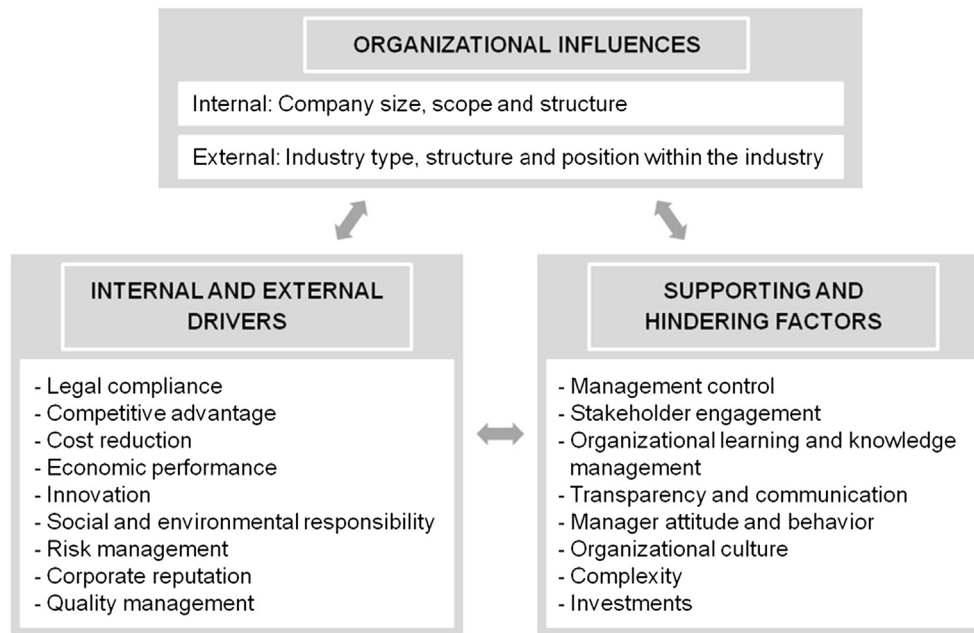 ORGANIZATIONAL INFLUENCES
Internal: Company size, scope and structure
External: Industry type, structure and position within the industry
INTERNAL AND EXTERNAL
DRIVERS
- Legal compliance
- Competitive advantage
- Cost reduction
- Economic performance
- Innovation
- Social and environmental responsibility
- Risk management
- Corporate reputation
- Quality management
SUPPORTING AND
HINDERING FACTORS
- Management control
- Stakeholder engagement
- Organizational learning and knowledge
management
- Transparency and communication
- Manager attitude and behavior
- Organizational culture
- Complexity
- Investments